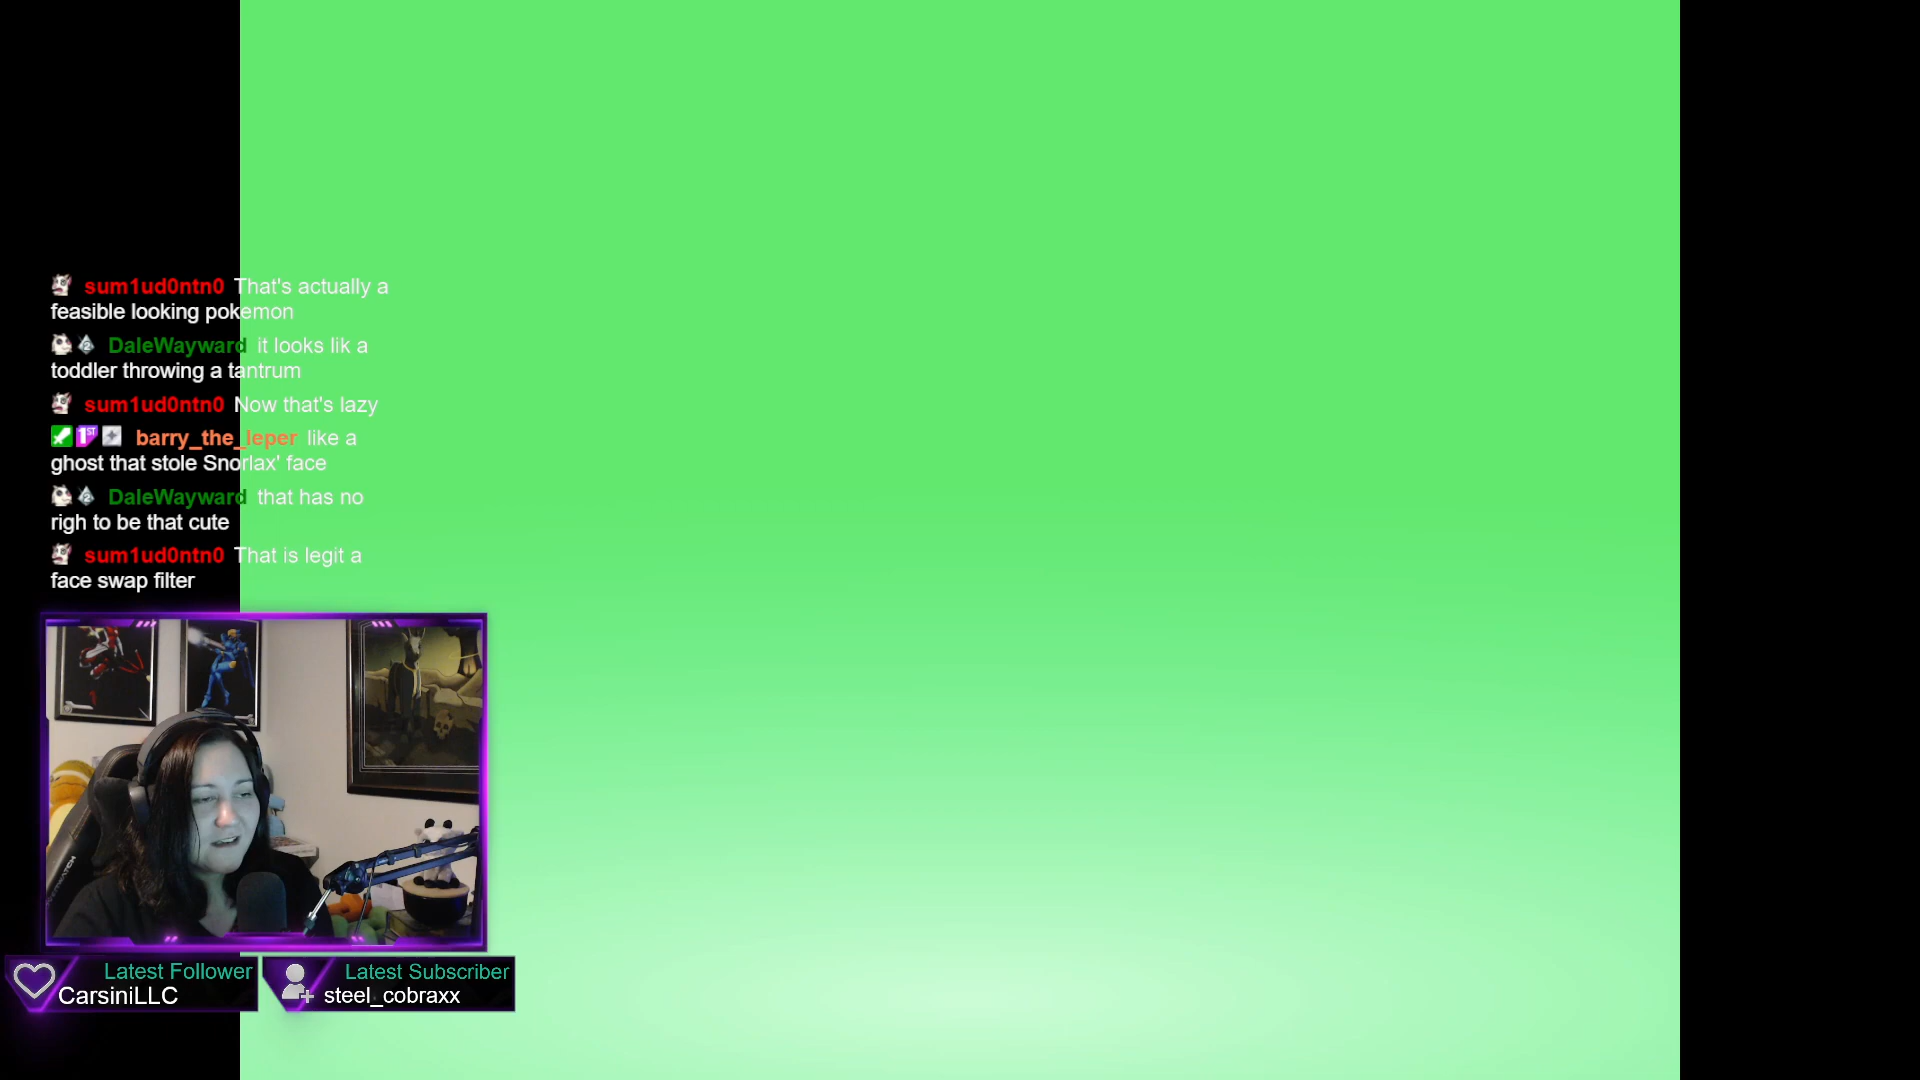 sum1ud0ntn0 That's actually a
feasible looking pokemon
DaleWayward it looks lik a
toddler throwing a tantrum
sum1ud0ntn0 Now that's lazy
1ST barry_the_leper like a
ghost that stole Snorlax' face
2 DaleWayward that has no
righ to be that cute
sum1ud0ntn0 That is legit a
face swap filter
Latest Follower
CarsiniLLC
Latest Subscriber
steel_cobraxx